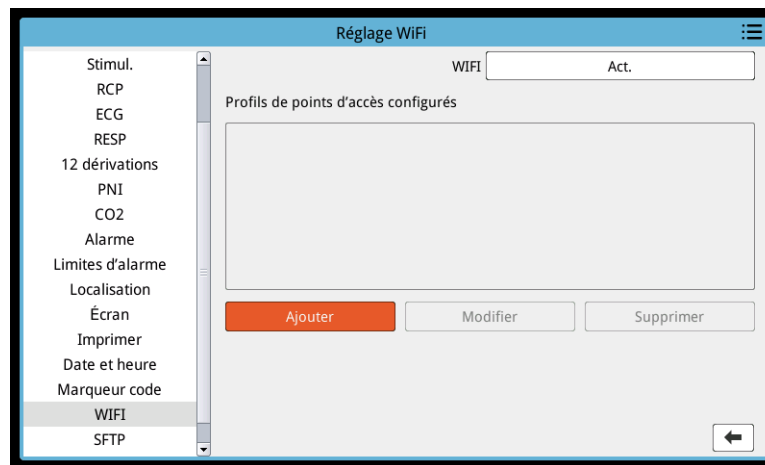 Réglage WiFi
Stimul.
RCP
ECG
RESP
12 dérivations
PNI
CO2
Alarme
Limites d'alarme
Localisation
Écran
Imprimer
Date et heure
Marqueur code
WIFI
SFTP
WIFI Act.
Profils de points d'accès configurés
Ajouter Modifier Supprimer